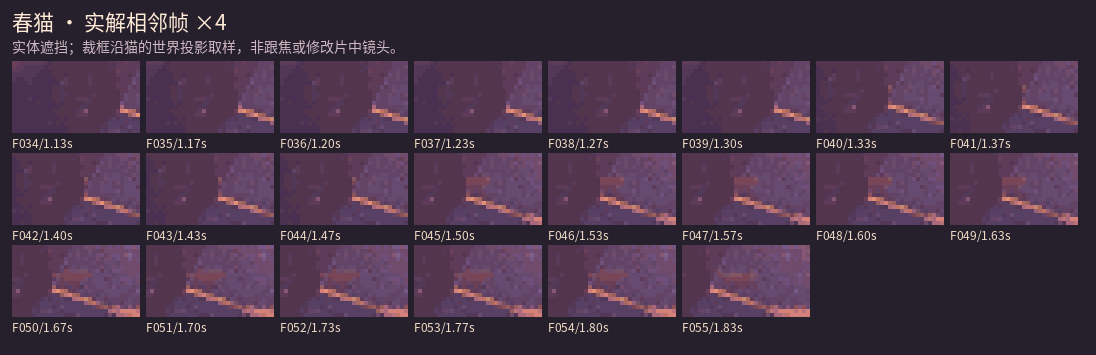 春猫 · 实解相邻帧 ×4
实体遮挡；裁框沿猫的世界投影取样，非跟焦或修改片中镜头。
F034/1.13s F035/1.17s F036/1.20s F037/1.23s F038/1.27s F039/1.30s F040/1.33s F041/1.37s
F042/1.40s F043/1.43s F044/1.47s F045/1.50s F046/1.53s F047/1.57s F048/1.60s F049/1.63s
F050/1.67s F051/1.70s F052/1.73s F053/1.77s F054/1.80s F055/1.83s